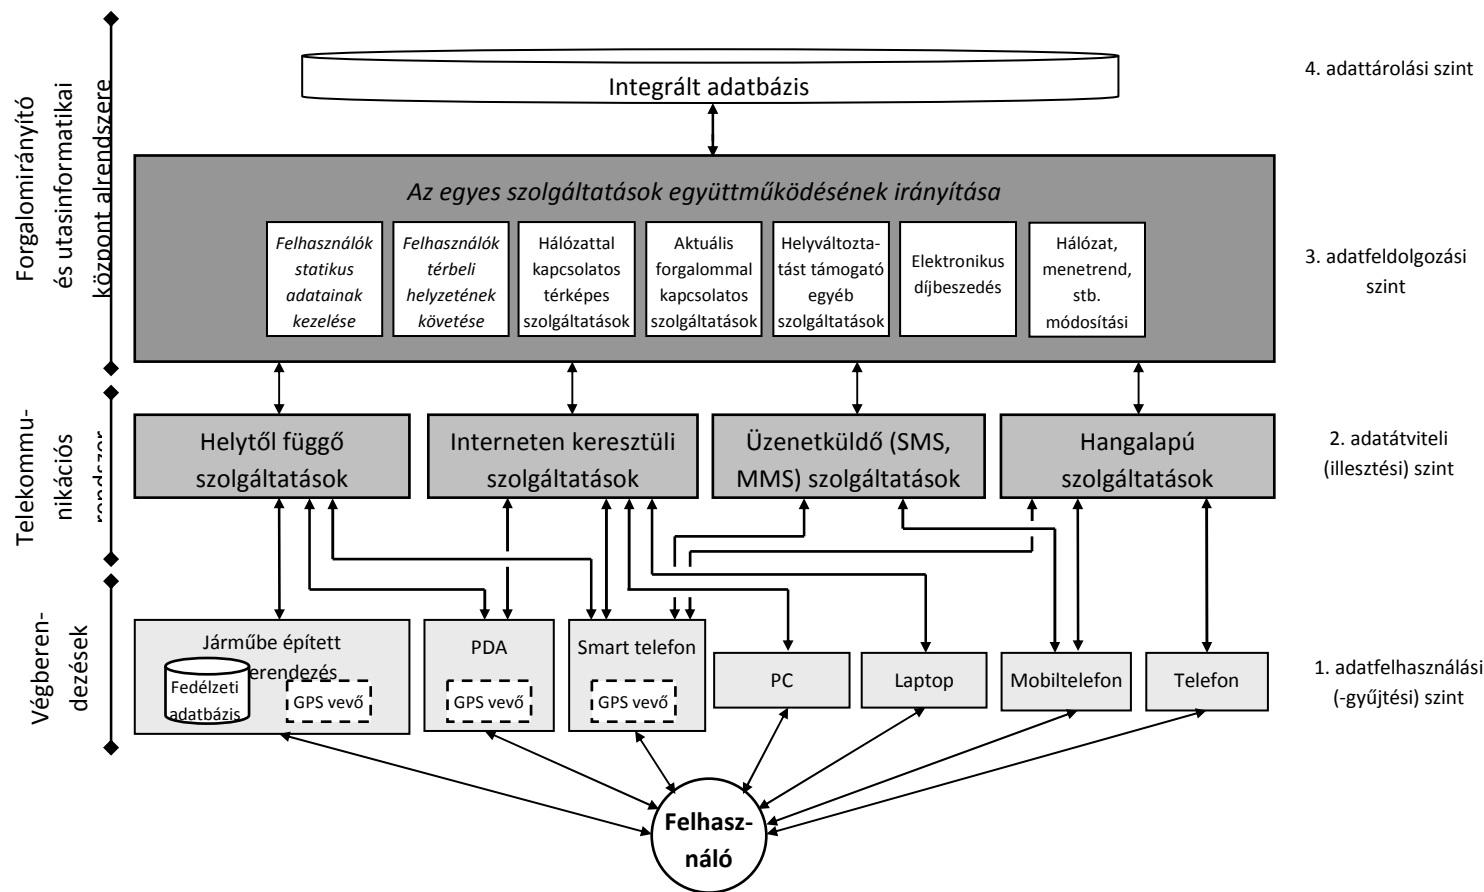 Forgalomirányító
és utasinformatikai
központ alrendszere
Integrált adatbázis
4. adattárolási szint
Az egyes szolgáltatások együttműködésének irányítása
Felhasználók
statikus
adatainak
kezelése
Felhasználók
térbeli
helyzetének
követése
Hálózattal
kapcsolatos
térképes
szolgáltatások
Aktuális
forgalommal
kapcsolatos
szolgáltatások
Helyváltozta-
tást támogató
egyéb
szolgáltatások
Elektronikus
díjbeszedés
Hálózat,
menetrend,
stb.
módosítási
3. adatfeldolgozási
szint
Telekommu-
nikációs
rendszer
Helytől függő
szolgáltatások
Interneten keresztüli
szolgáltatások
Üzenetküldő (SMS,
MMS) szolgáltatások
Hangalapú
szolgáltatások
2. adatátviteli
(illesztési) szint
Végberen-
dezések
Járműbe épített
erendezés
Fedélzeti
adatbázis
GPS vevő
PDA
GPS vevő
Smart telefon
GPS vevő
PC
Laptop
Mobiltelefon
Telefon
1. adatfelhasználási
(-gyűjtési) szint
Felhasz-
náló